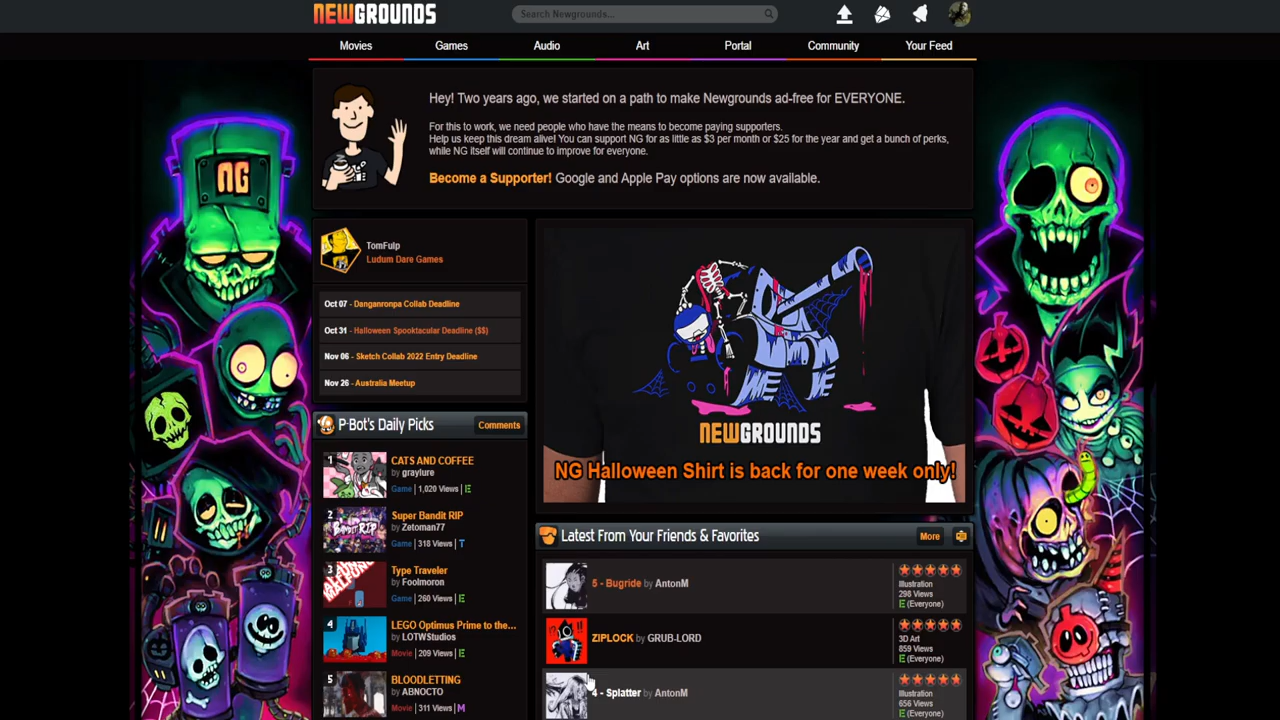 NEWGROUNDS
Search Newgrounds...
Movies
Games
Audio
Art
Portal
Community
Your Feed
NG
Hey! Two years ago, we started on a path to make Newgrounds ad-free for EVERYONE.
For this to work, we need people who have the means to become paying supporters.
Help us keep this dream alive! You can support NG for as little as $3 per month or $25 for the year and get a bunch of perks,
while NG itself will continue to improve for everyone.
Become a Supporter! Google and Apple Pay options are now available.
TomFulp
Ludum Dare Games
Oct 07 - Danganronpa Collab Deadline
Oct 31 - Halloween Spooktacular Deadline ($$)
Nov 06 - Sketch Collab 2022 Entry Deadline
Nov 26 - Australia Meetup
NEWGROUNDS
NG Halloween Shirt is back for one week only!
P-Bot's Daily Picks
Comments
1
CATS AND COFFEE
by graylure
Game | 1,020 Views | E
2
Super Bandit RIP
by Zetoman77
Game | 318 Views | T
3
Type Traveler
by Foolmoron
Game | 260 Views | E
4
LEGO Optimus Prime to the...
by LOTWStudios
Movie | 209 Views | E
5
BLOODLETTING
by ABNOCTO
Movie | 311 Views | M
Latest From Your Friends & Favorites
More
5 - Bugride by AntonM
Illustration
298 Views
E (Everyone)
ZIPLOCK by GRUB-LORD
3D Art
859 Views
E (Everyone)
4 - Splatter by AntonM
Illustration
656 Views
E (Everyone)